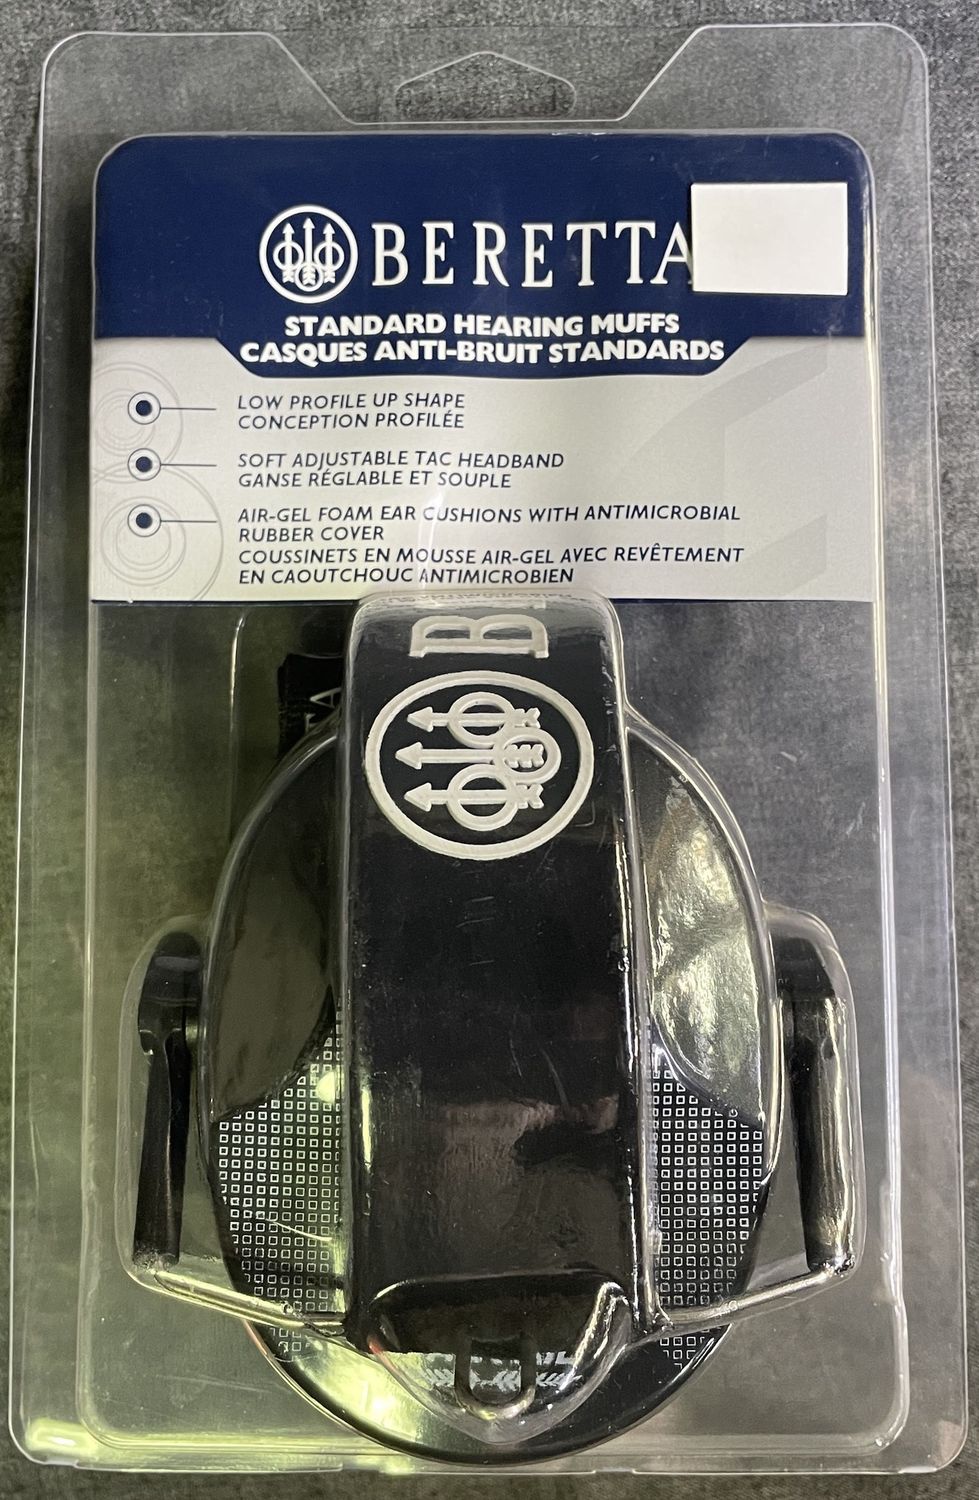 BERETTA
STANDARD HEARING MUFFS
CASQUES ANTI-BRUIT STANDARDS
LOW PROFILE UP SHAPE
CONCEPTION PROFILÉE
SOFT ADJUSTABLE TAC HEADBAND
GANSE RÉGLABLE ET SOUPLE
AIR-GEL FOAM EAR CUSHIONS WITH ANTIMICROBIAL
RUBBER COVER
COUSSINETS EN MOUSSE AIR-GEL AVEC REVÊTEMENT
EN CAOUTCHOUC ANTIMICROBIEN
B
TA